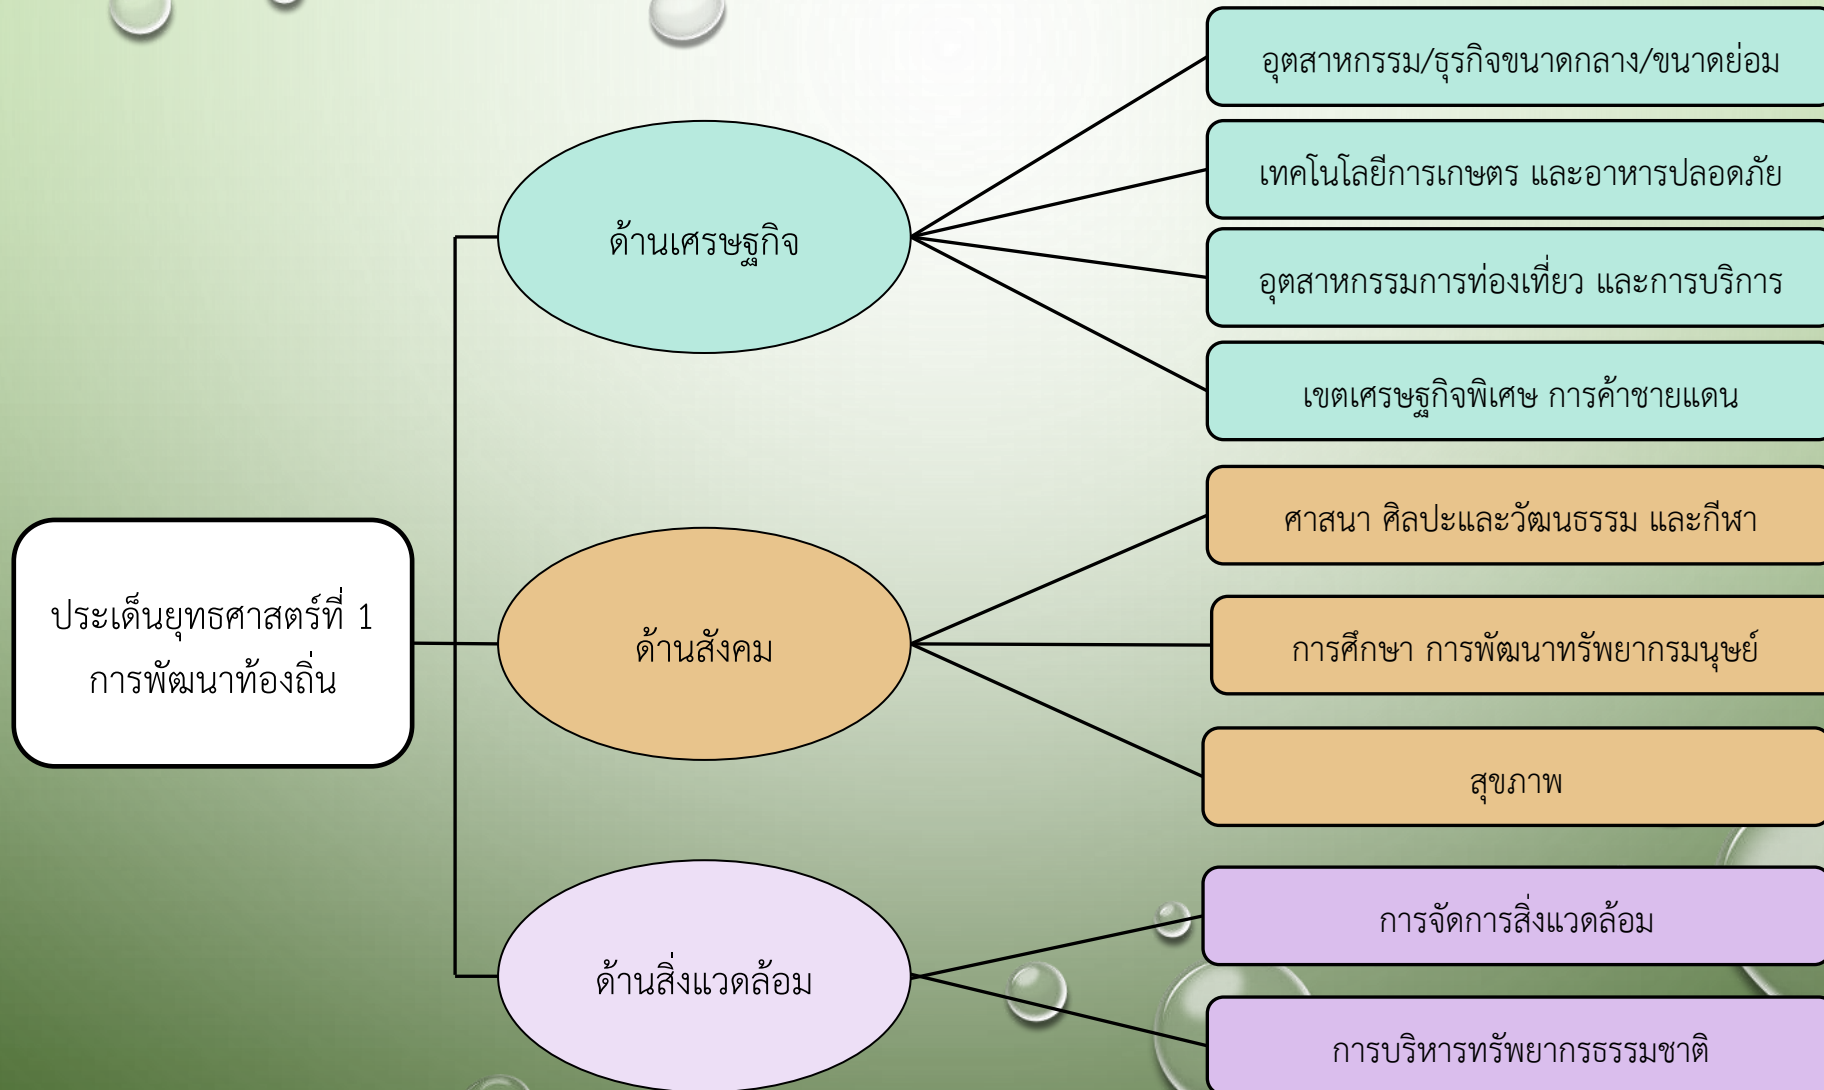 ประเด็นยุทธศาสตร์ที่ 1
การพัฒนาท้องถิ่น
ด้านเศรษฐกิจ
อุตสาหกรรม/ธุรกิจขนาดกลาง/ขนาดย่อม
เทคโนโลยีการเกษตร และอาหารปลอดภัย
อุตสาหกรรมการท่องเที่ยว และการบริการ
เขตเศรษฐกิจพิเศษ การค้าชายแดน
ด้านสังคม
ศาสนา ศิลปะและวัฒนธรรม และกีฬา
การศึกษา การพัฒนาทรัพยากรมนุษย์
สุขภาพ
ด้านสิ่งแวดล้อม
การจัดการสิ่งแวดล้อม
การบริหารทรัพยากรธรรมชาติ